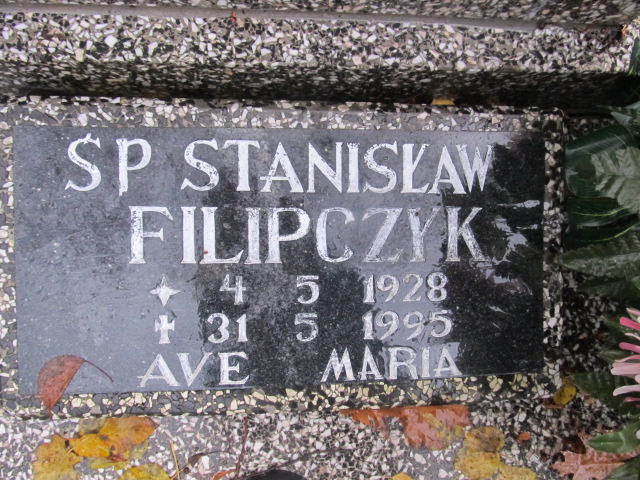 ŚP STANISŁAW
FILIPCZYK
4 5 1928
31 5 1995
AVE MARIA